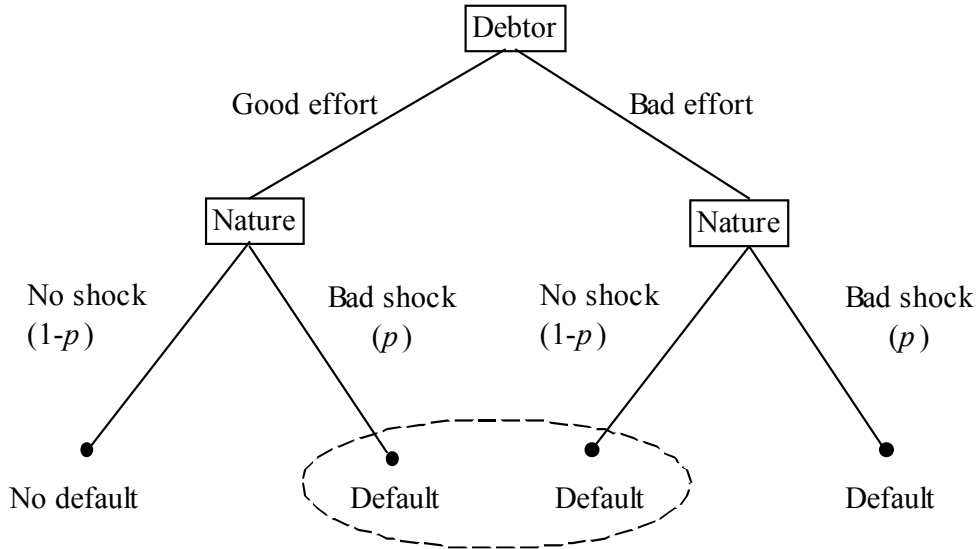 Debtor
Good effort
Bad effort
Nature
Nature
No shock
(1-p)
Bad shock
(p)
No shock
(1-p)
Bad shock
(p)
No default
Default
Default
Default